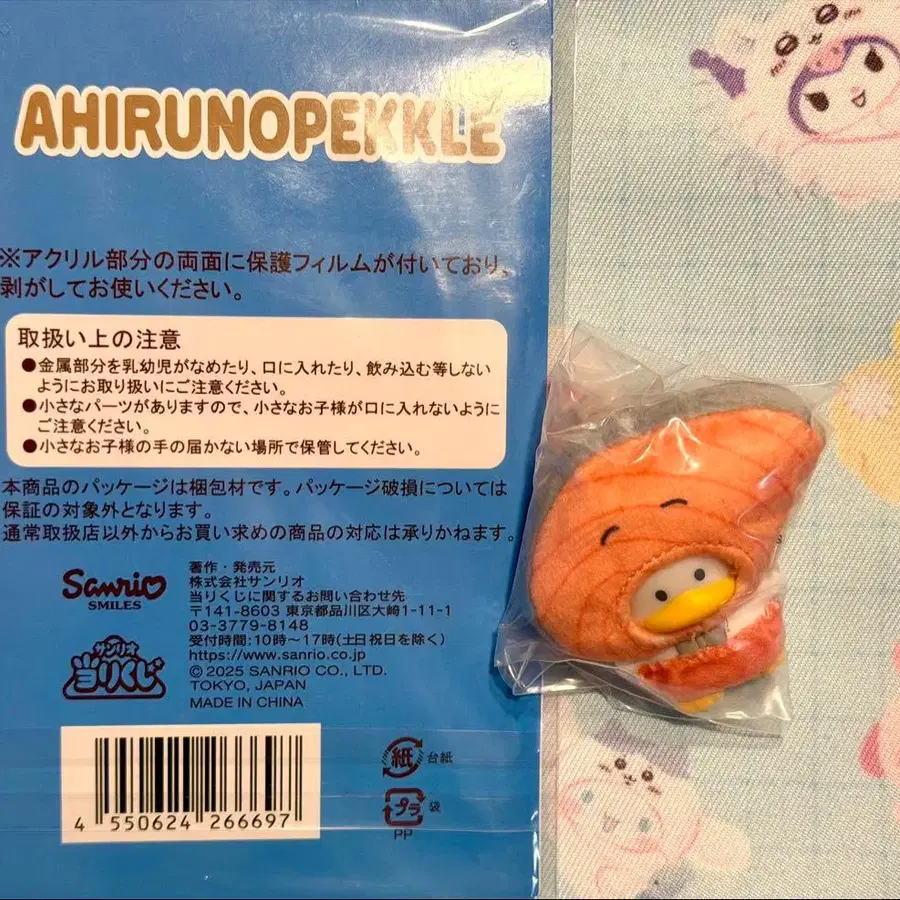 AHIRUNOPEKKLE
※アクリル部分の両面に保護フィルムが付いており、
剥がしてお使いください。
取扱い上の注意
●金属部分を乳幼児がなめたり、口に入れたり、飲み込む等しない
ようにお取り扱いにご注意ください。
●小さなパーツがありますので、小さなお子様が口に入れないように
ご注意ください。
●小さなお子様の手の届かない場所で保管してください。
本商品のパッケージは梱包材です。パッケージ破損については
保証の対象外となります。
通常取扱店以外からお買い求めの商品の対応は承りかねます。
Sanrio
SMILES
サンリオ
当りくじ
著作・発売元
株式会社サンリオ
当りくじに関するお問い合わせ先
〒141-8603 東京都品川区大崎1-11-1
03-3779-8148
受付時間:10時~17時(土日祝日を除く)
https://www.sanrio.co.jp
© 2025 SANRIO CO., LTD.
TOKYO, JAPAN
MADE IN CHINA
4 550624 266697
紙 台紙
プラ 袋
PP